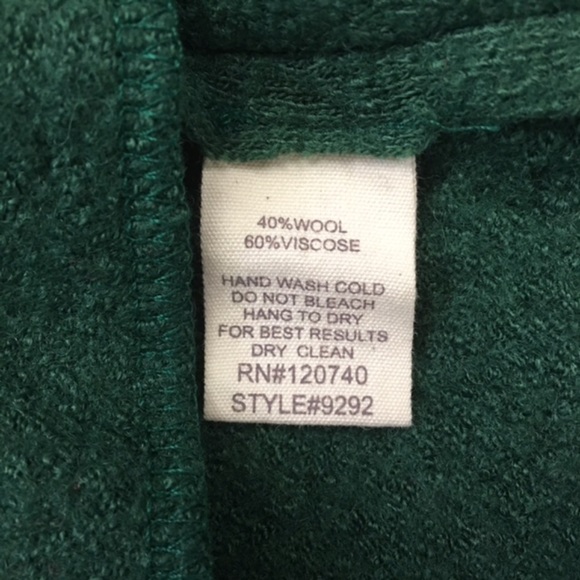 40%WOOL
60%VISCOSE
HAND WASH COLD
DO NOT BLEACH
HANG TO DRY
FOR BEST RESULTS
DRY CLEAN
RN#120740
STYLE#9292